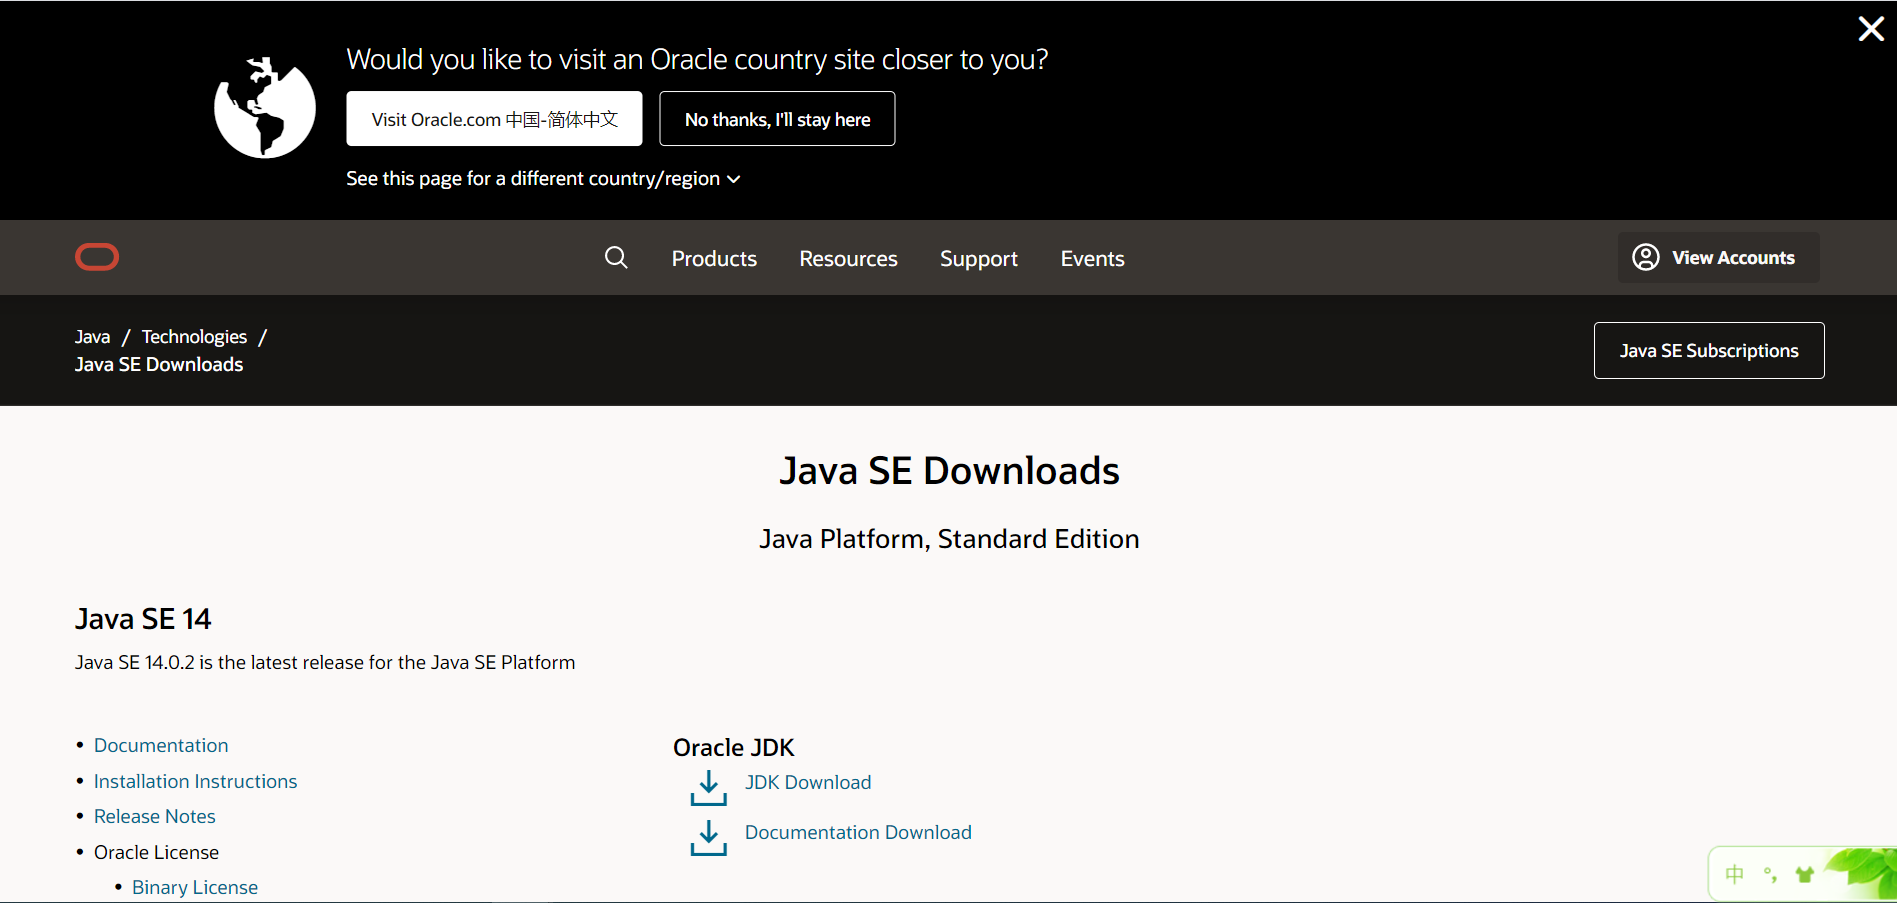 Would you like to visit an Oracle country site closer to you?
Visit Oracle.com 中国-简体中文
No thanks, I'll stay here
See this page for a different country/region
Products
Resources
Support
Events
View Accounts
Java / Technologies /
Java SE Downloads
Java SE Subscriptions
Java SE Downloads
Java Platform, Standard Edition
Java SE 14
Java SE 14.0.2 is the latest release for the Java SE Platform
• Documentation
• Installation Instructions
• Release Notes
• Oracle License
• Binary License
Oracle JDK
JDK Download
Documentation Download
中 °,